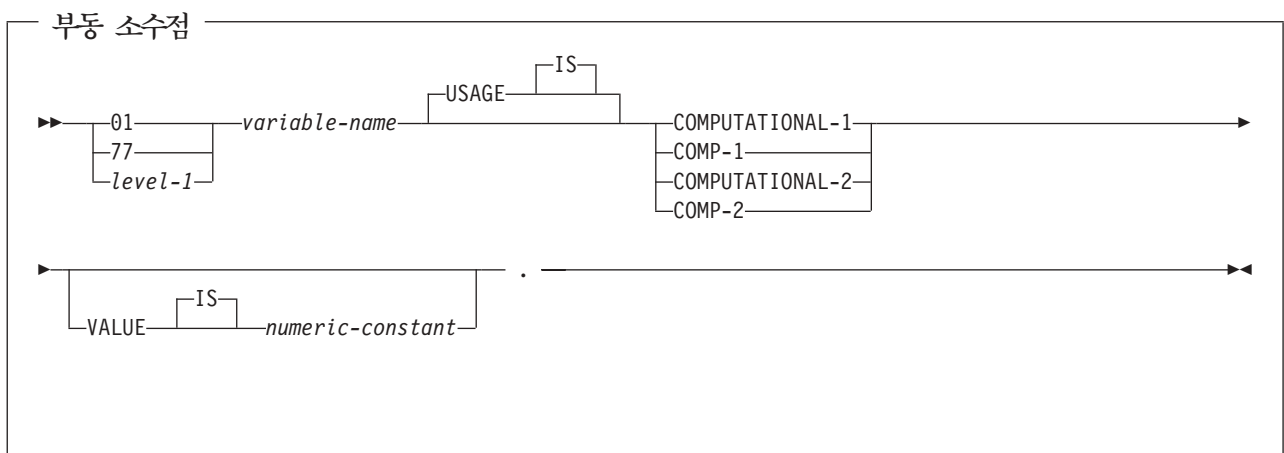 부동 소수점
IS
USAGE
01 variable-name COMPUTATIONAL-1
77 COMP-1
level-1 COMPUTATIONAL-2
COMP-2
.
IS
VALUE numeric-constant